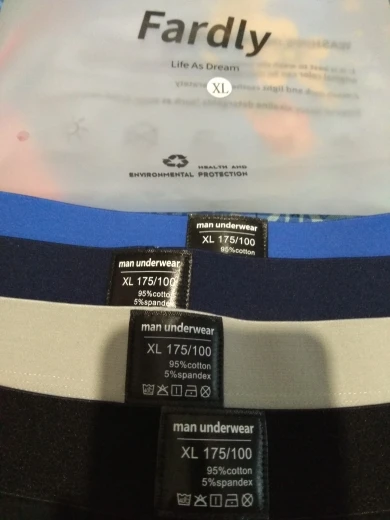 Fardly
Life As Dream
XL
HEALTH AND
ENVIRONMENTAL PROTECTION
man underwear
XL 175/100
95%cotton
man underwear
XL 175/100
95%cotton
5%spandex
man underwear
XL 175/100
95%cotton
5%spandex
man underwear
XL 175/100
95%cotton
5%spandex